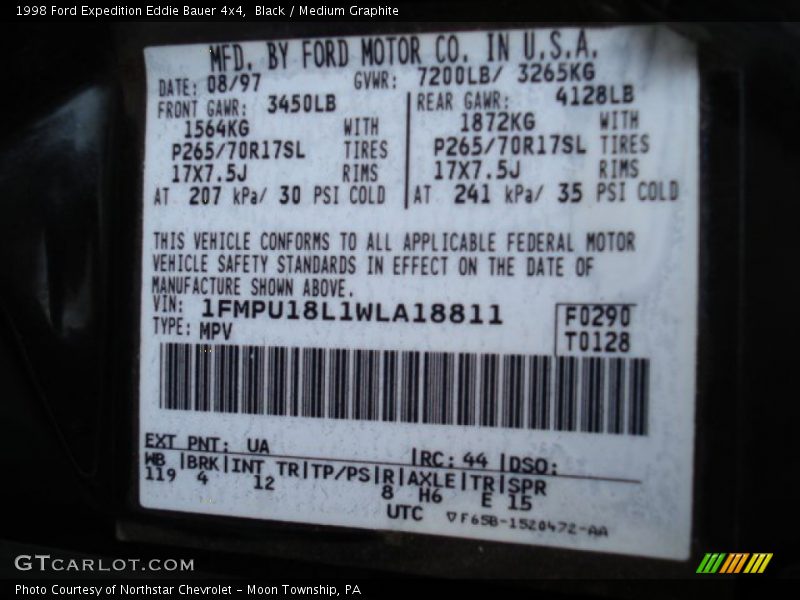 1998 Ford Expedition Eddie Bauer 4x4, Black / Medium Graphite
MFD. BY FORD MOTOR CO. IN U.S.A.
DATE: 08/97 GVWR: 7200LB/ 3265KG
FRONT GAWR: 3450LB REAR GAWR: 4128LB
1564KG WITH 1872KG WITH
P265/70R17SL TIRES P265/70R17SL TIRES
17X7.5J RIMS 17X7.5J RIMS
AT 207 kPa/ 30 PSI COLD AT 241 kPa/ 35 PSI COLD
THIS VEHICLE CONFORMS TO ALL APPLICABLE FEDERAL MOTOR
VEHICLE SAFETY STANDARDS IN EFFECT ON THE DATE OF
MANUFACTURE SHOWN ABOVE.
VIN: 1FMPU18L1WLA18811 F0290
TYPE: MPV T0128
EXT PNT: UA RC: 44 DSO:
WB BRK INT TR TP/PS R AXLE TR SPR
119 4 12 8 H6 E 15
UTC ▽F65B-1520472-AA
GTCARLOT.COM
Photo Courtesy of Northstar Chevrolet - Moon Township, PA